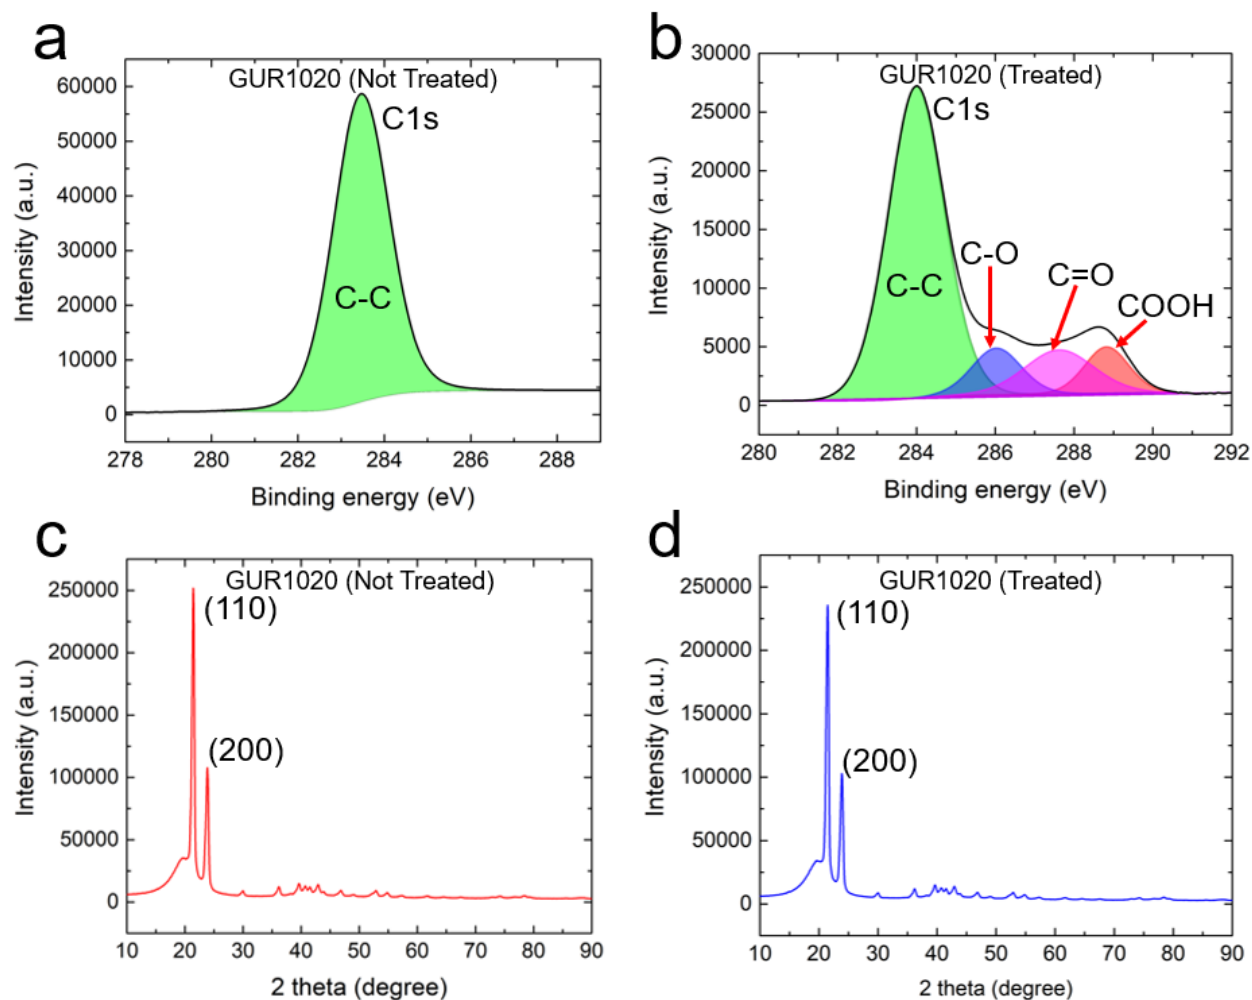 a
GUR1020 (Not Treated)
C1s
C-C
60000
50000
40000
30000
20000
10000
0
Intensity (a.u.)
278 280 282 284 286 288
Binding energy (eV)
b
GUR1020 (Treated)
C1s
C-O
C=O
C-C
COOH
30000
25000
20000
15000
10000
5000
0
Intensity (a.u.)
280 282 284 286 288 290 292
Binding energy (eV)
c
GUR1020 (Not Treated)
(110)
(200)
250000
200000
150000
100000
50000
0
Intensity (a.u.)
10 20 30 40 50 60 70 80 90
2 theta (degree)
d
GUR1020 (Treated)
(110)
(200)
250000
200000
150000
100000
50000
0
Intensity (a.u.)
10 20 30 40 50 60 70 80 90
2 theta (degree)